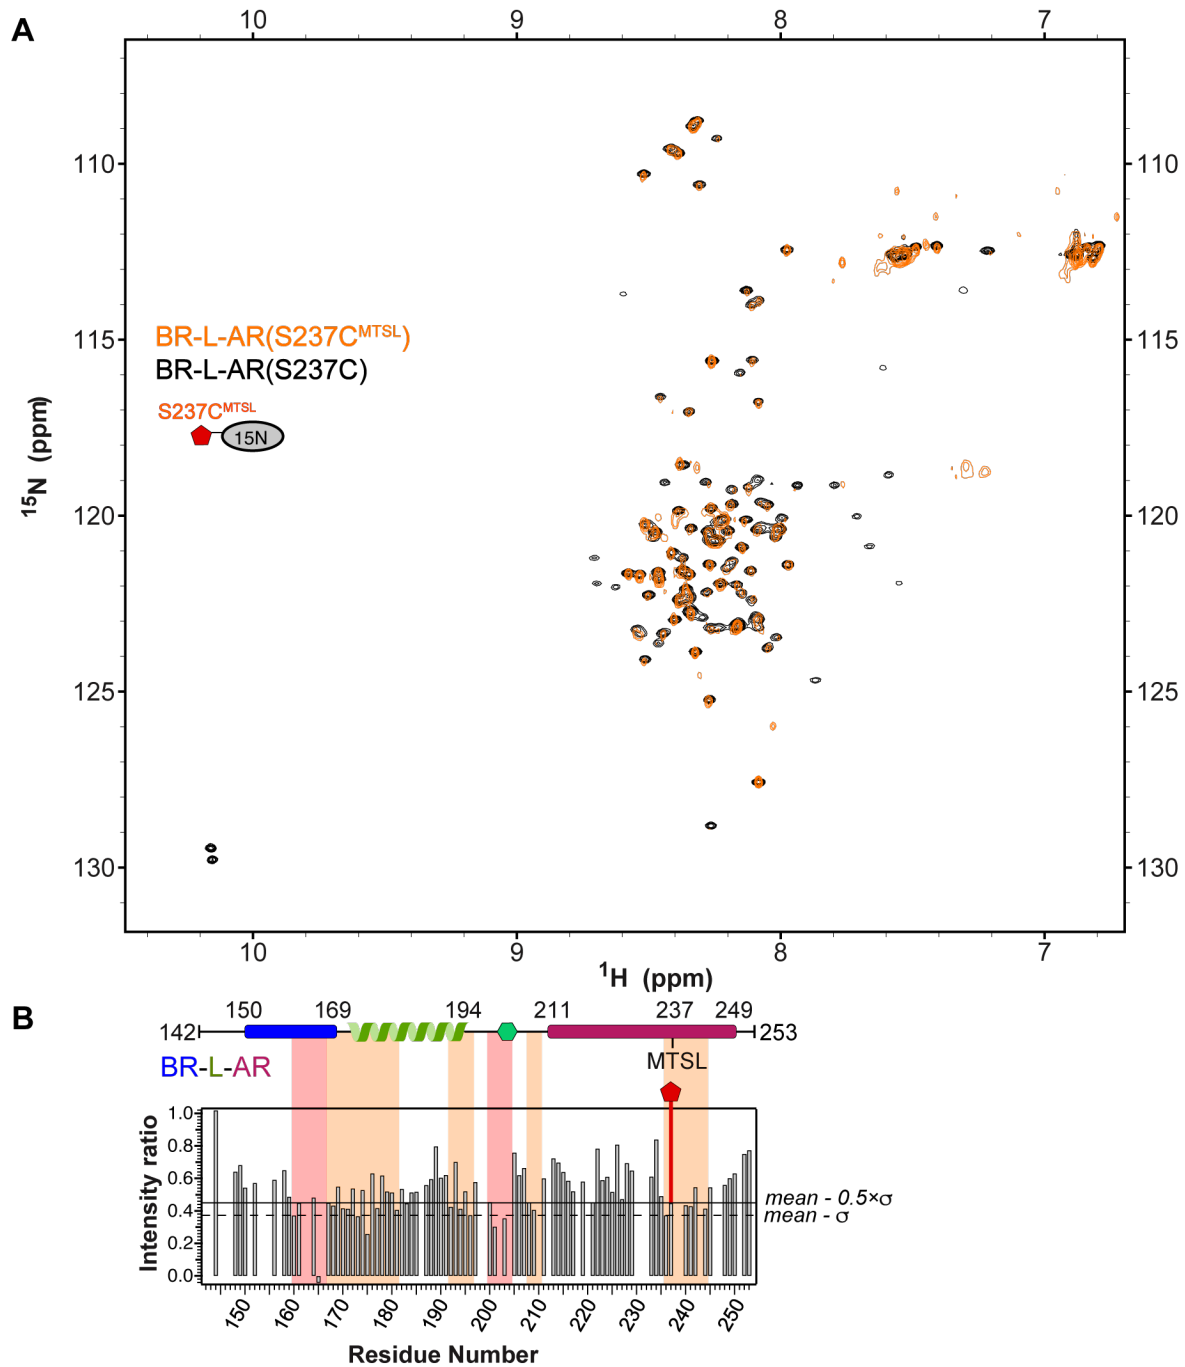 A
10 9 8 7
110 110
115 115
120 120
125 125
130 130
¹⁵N (ppm)
BR-L-AR(S237C^MTSL)
BR-L-AR(S237C)
S237C^MTSL
15N
10 9 8 7
¹H (ppm)
B
150 169 194 211 237 249
142 253
BR-L-AR
MTSL
Intensity ratio
1.0
0.8
0.6
0.4
0.2
0.0
mean - 0.5×σ
mean - σ
150 160 170 180 190 200 210 220 230 240 250
Residue Number